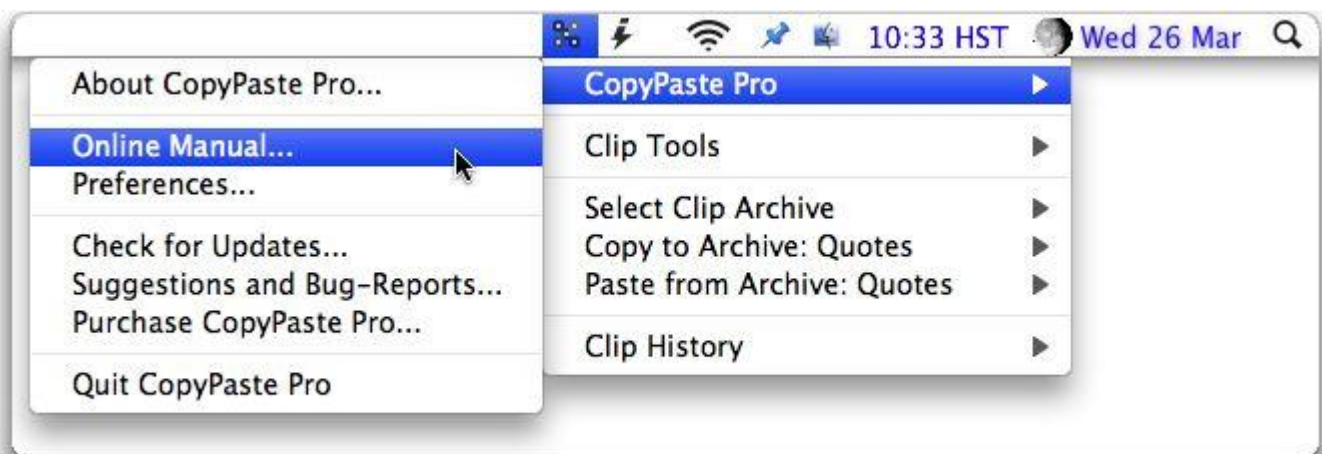 10:33 HST Wed 26 Mar
About CopyPaste Pro...
Online Manual...
Preferences...
Check for Updates...
Suggestions and Bug-Reports...
Purchase CopyPaste Pro...
Quit CopyPaste Pro
CopyPaste Pro
Clip Tools
Select Clip Archive
Copy to Archive: Quotes
Paste from Archive: Quotes
Clip History